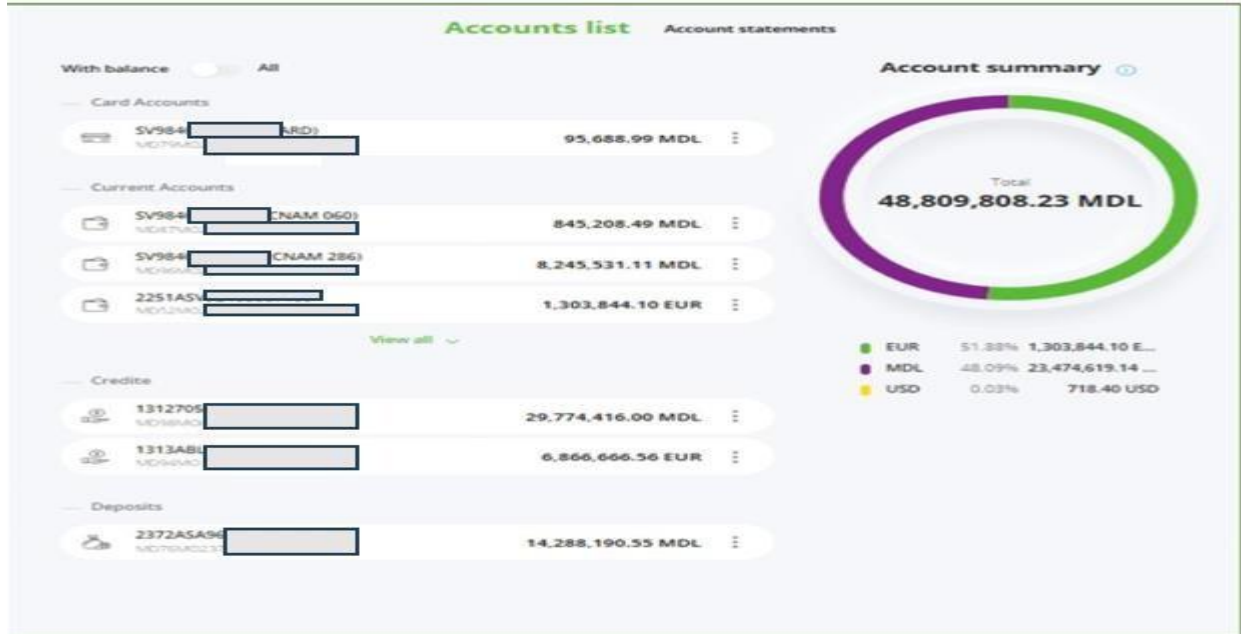 Accounts list Account statements
With balance All
Card Accounts
SV984 ARD)
95,688.99 MDL
Current Accounts
SV984 CNAM 060)
845,208.49 MDL
SV984 CNAM 286)
8,245,531.11 MDL
2251ASV
1,303,844.10 EUR
View all
Credite
131270S
29,774,416.00 MDL
1313ABL
6,866,666.56 EUR
Deposits
2372ASA96
14,288,190.55 MDL
Account summary
Total
48,809,808.23 MDL
EUR 51.88% 1,303,844.10 E...
MDL 48.09% 23,474,619.14 ...
USD 0.03% 718.40 USD